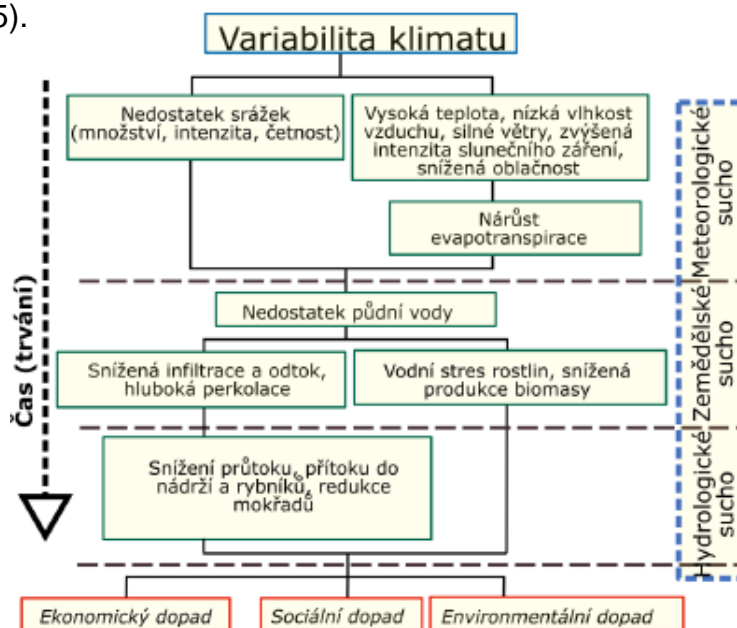 5).
Variabilita klimatu
Nedostatek srážek
(množství, intenzita, četnost)
Vysoká teplota, nízká vlhkost
vzduchu, silné větry, zvýšená
intenzita slunečního záření,
snížená oblačnost
Nárůst
evapotranspirace
Meteorologické
sucho
Čas (trvání)
Nedostatek půdní vody
Snížená infiltrace a odtok,
hluboká perkolace
Vodní stres rostlin, snížená
produkce biomasy
Zemědělské
sucho
Snížení průtoku, přítoku do
nádrží a rybníků, redukce
mokřadů
Hydrologické
sucho
Ekonomický dopad
Sociální dopad
Environmentální dopad